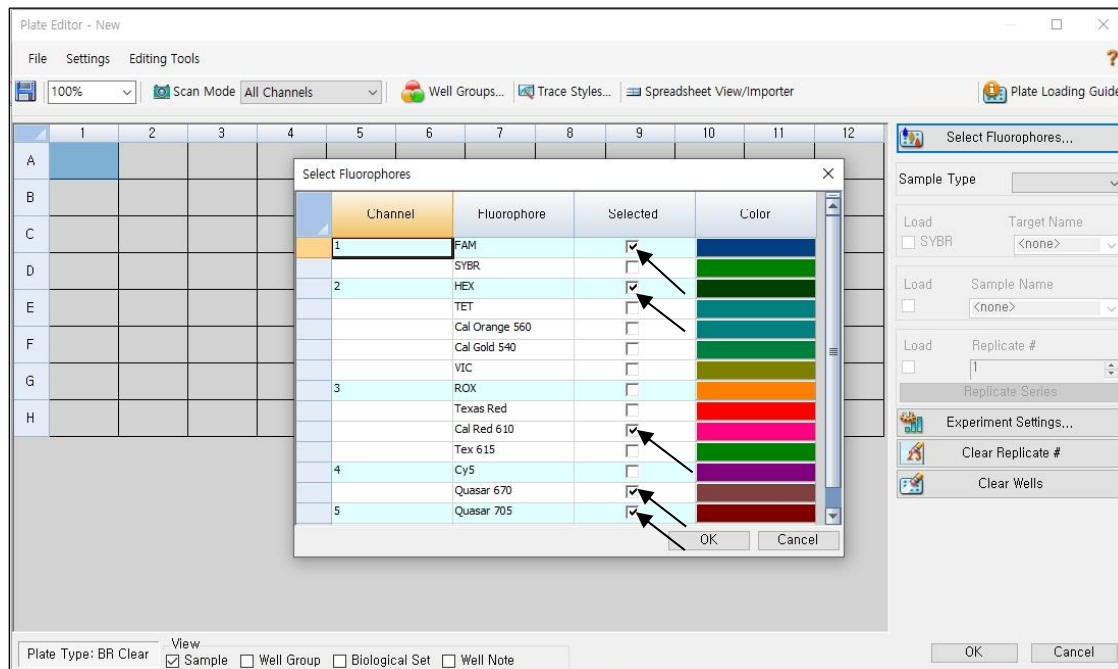 Plate Editor - New
File Settings Editing Tools ?
100% Scan Mode All Channels Well Groups... Trace Styles... Spreadsheet View/Importer Plate Loading Guide
1 2 3 4 5 6 7 8 9 10 11 12
A
B
C
D
E
F
G
H
Select Fluorophores
Channel Fluorophore Selected Color
1 FAM
SYBR
2 HEX
TET
Cal Orange 560
Cal Gold 540
VIC
3 ROX
Texas Red
Cal Red 610
Tex 615
4 Cy5
Quasar 670
5 Quasar 705
OK Cancel
Select Fluorophores...
Sample Type
Load Target Name
SYBR <none>
Load Sample Name
<none>
Load Replicate #
1
Replicate Series
Experiment Settings...
Clear Replicate #
Clear Wells
Plate Type: BR Clear View
Sample Well Group Biological Set Well Note
OK Cancel